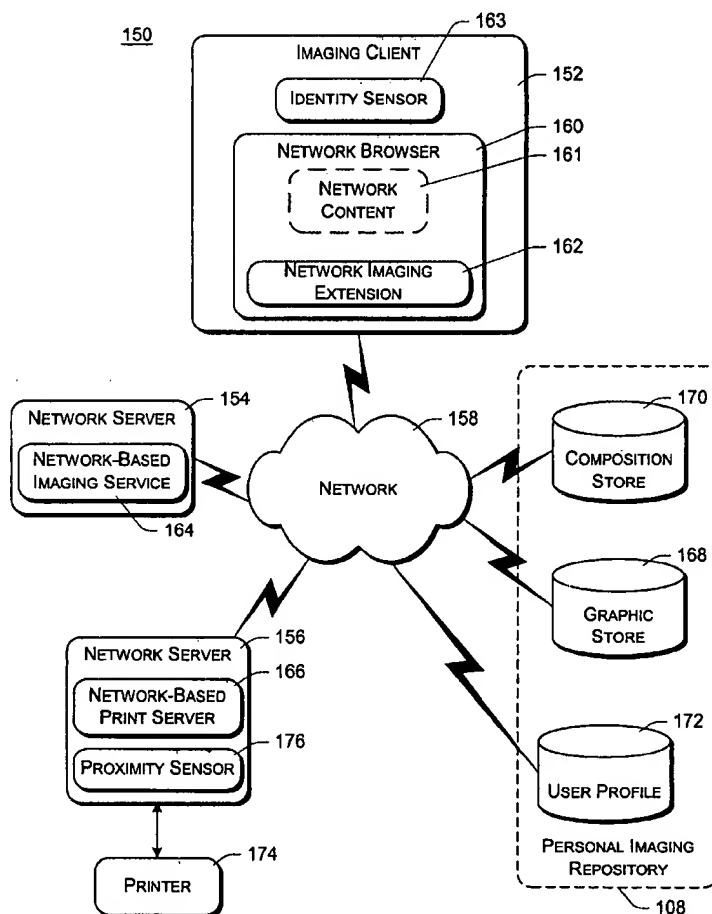 150
163
IMAGING CLIENT
152
IDENTITY SENSOR
160
NETWORK BROWSER
161
NETWORK
CONTENT
162
NETWORK IMAGING
EXTENSION
154
NETWORK SERVER
NETWORK-BASED
IMAGING SERVICE
164
158
NETWORK
170
COMPOSITION
STORE
168
GRAPHIC
STORE
156
NETWORK SERVER
166
NETWORK-BASED
PRINT SERVER
176
PROXIMITY SENSOR
172
USER PROFILE
174
PRINTER
PERSONAL IMAGING
REPOSITORY
108